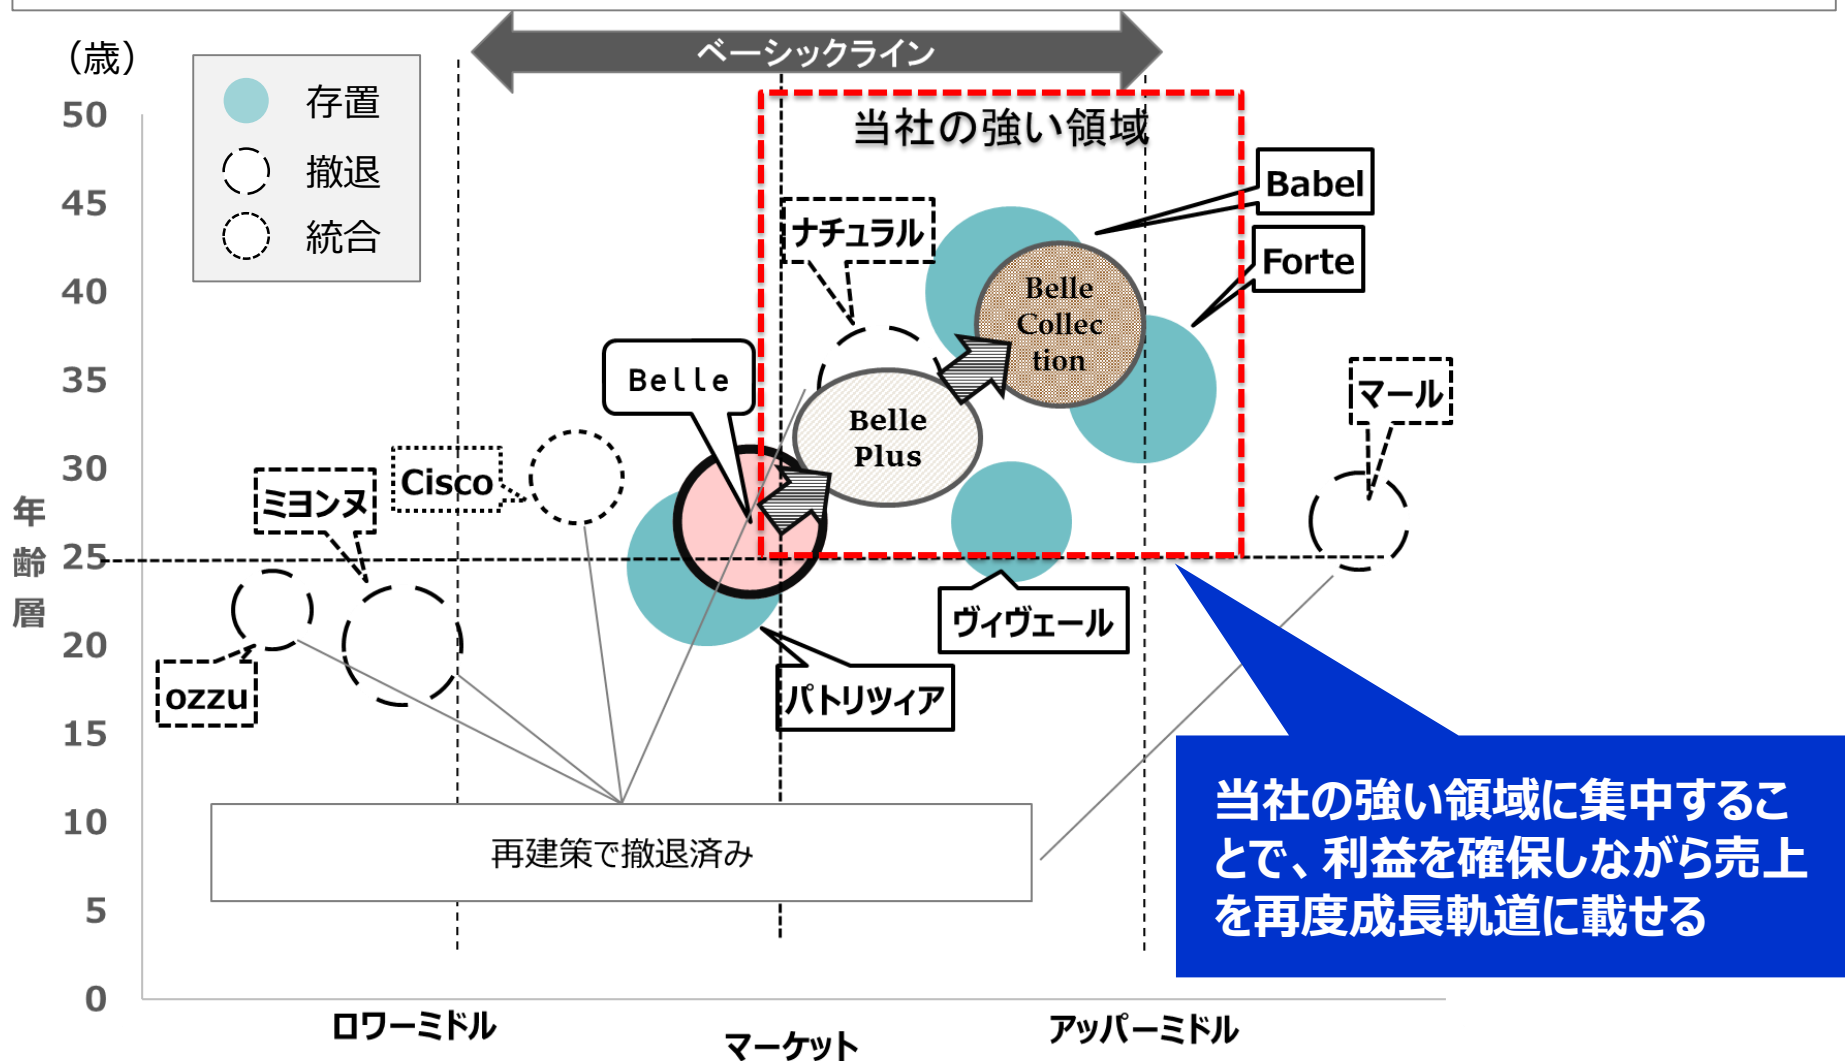 ベーシックライン
（歳）
存置
撤退
統合
当社の強い領域
50
45
40
35
30
25
20
15
10
5
0
年
齢
層
Babel
Forte
ナチュラル
Belle
Collec
tion
Belle
マール
Belle
Plus
Cisco
ミヨンヌ
ozzu
ヴィヴェール
パトリツィア
再建策で撤退済み
当社の強い領域に集中するこ
とで、利益を確保しながら売上
を再度成長軌道に載せる
ロワーミドル
マーケット
アッパーミドル